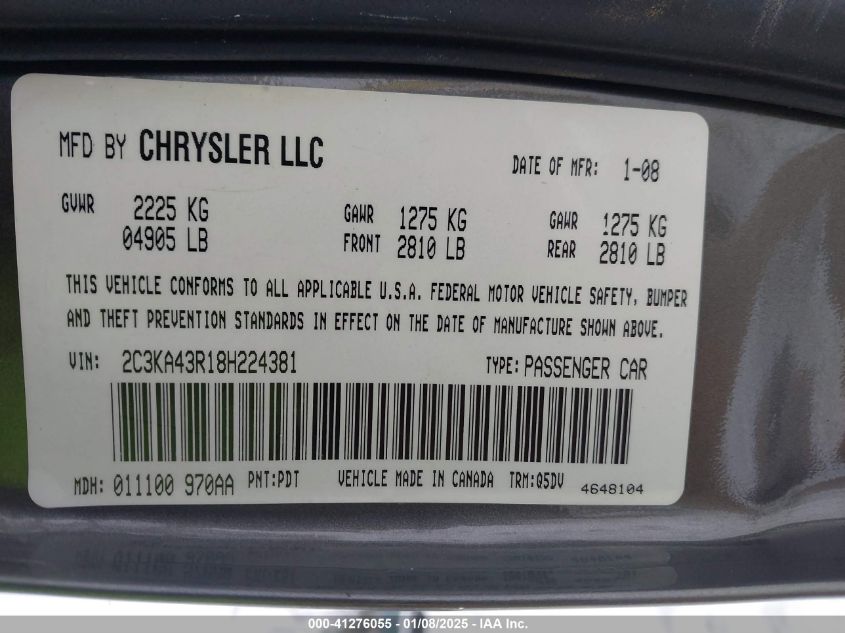 MFD BY CHRYSLER LLC
DATE OF MFR: 1-08
GVWR 2225 KG
04905 LB
GAWR 1275 KG
FRONT 2810 LB
GAWR 1275 KG
REAR 2810 LB
THIS VEHICLE CONFORMS TO ALL APPLICABLE U.S.A. FEDERAL MOTOR VEHICLE SAFETY, BUMPER
AND THEFT PREVENTION STANDARDS IN EFFECT ON THE DATE OF MANUFACTURE SHOWN ABOVE.
VIN: 2C3KA43R18H224381
TYPE: PASSENGER CAR
MDH: 011100 970AA PNT:PDT VEHICLE MADE IN CANADA TRM:05DV
4648104
000-41276055 - 01/08/2025 - IAA Inc.